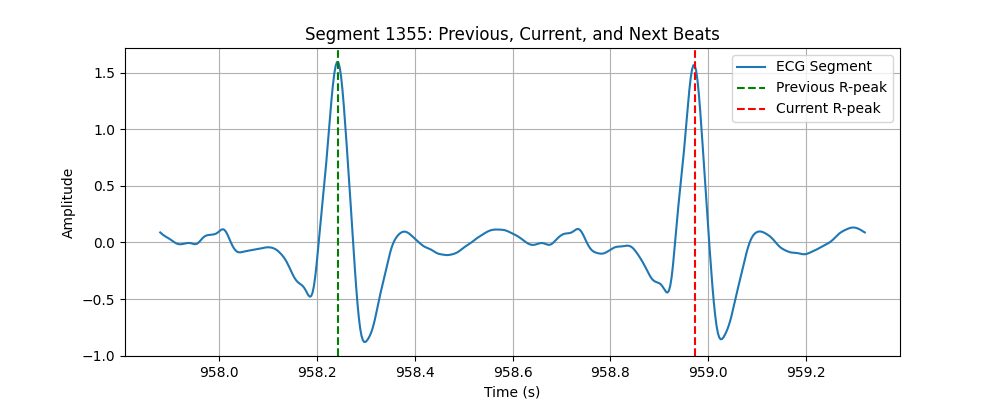 Segment 1355: Previous, Current, and Next Beats
ECG Segment
Previous R-peak
Current R-peak
Amplitude
1.5
1.0
0.5
0.0
−0.5
−1.0
958.0 958.2 958.4 958.6 958.8 959.0 959.2
Time (s)